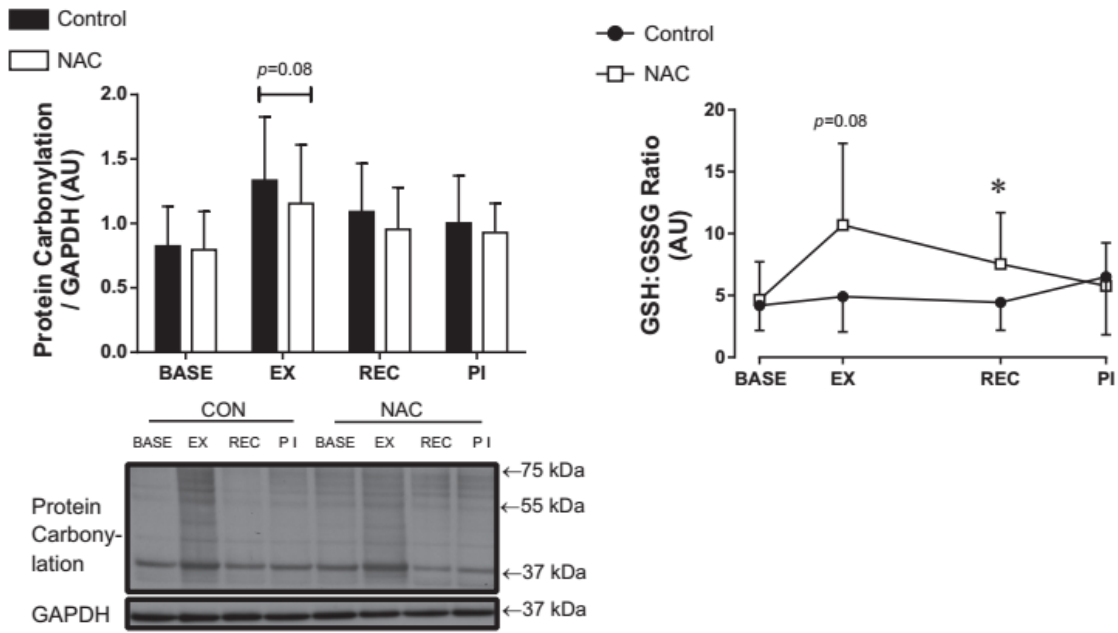 Control
NAC
p=0.08
2.0
1.5
1.0
0.5
0.0
Protein Carbonylation
/ GAPDH (AU)
BASE EX REC PI
Control
NAC
20
15
10
5
0
GSH:GSSG Ratio
(AU)
p=0.08
*
BASE EX REC PI
CON NAC
BASE EX REC P I BASE EX REC P I
Protein
Carbony-
lation
←75 kDa
←55 kDa
←37 kDa
GAPDH
←37 kDa